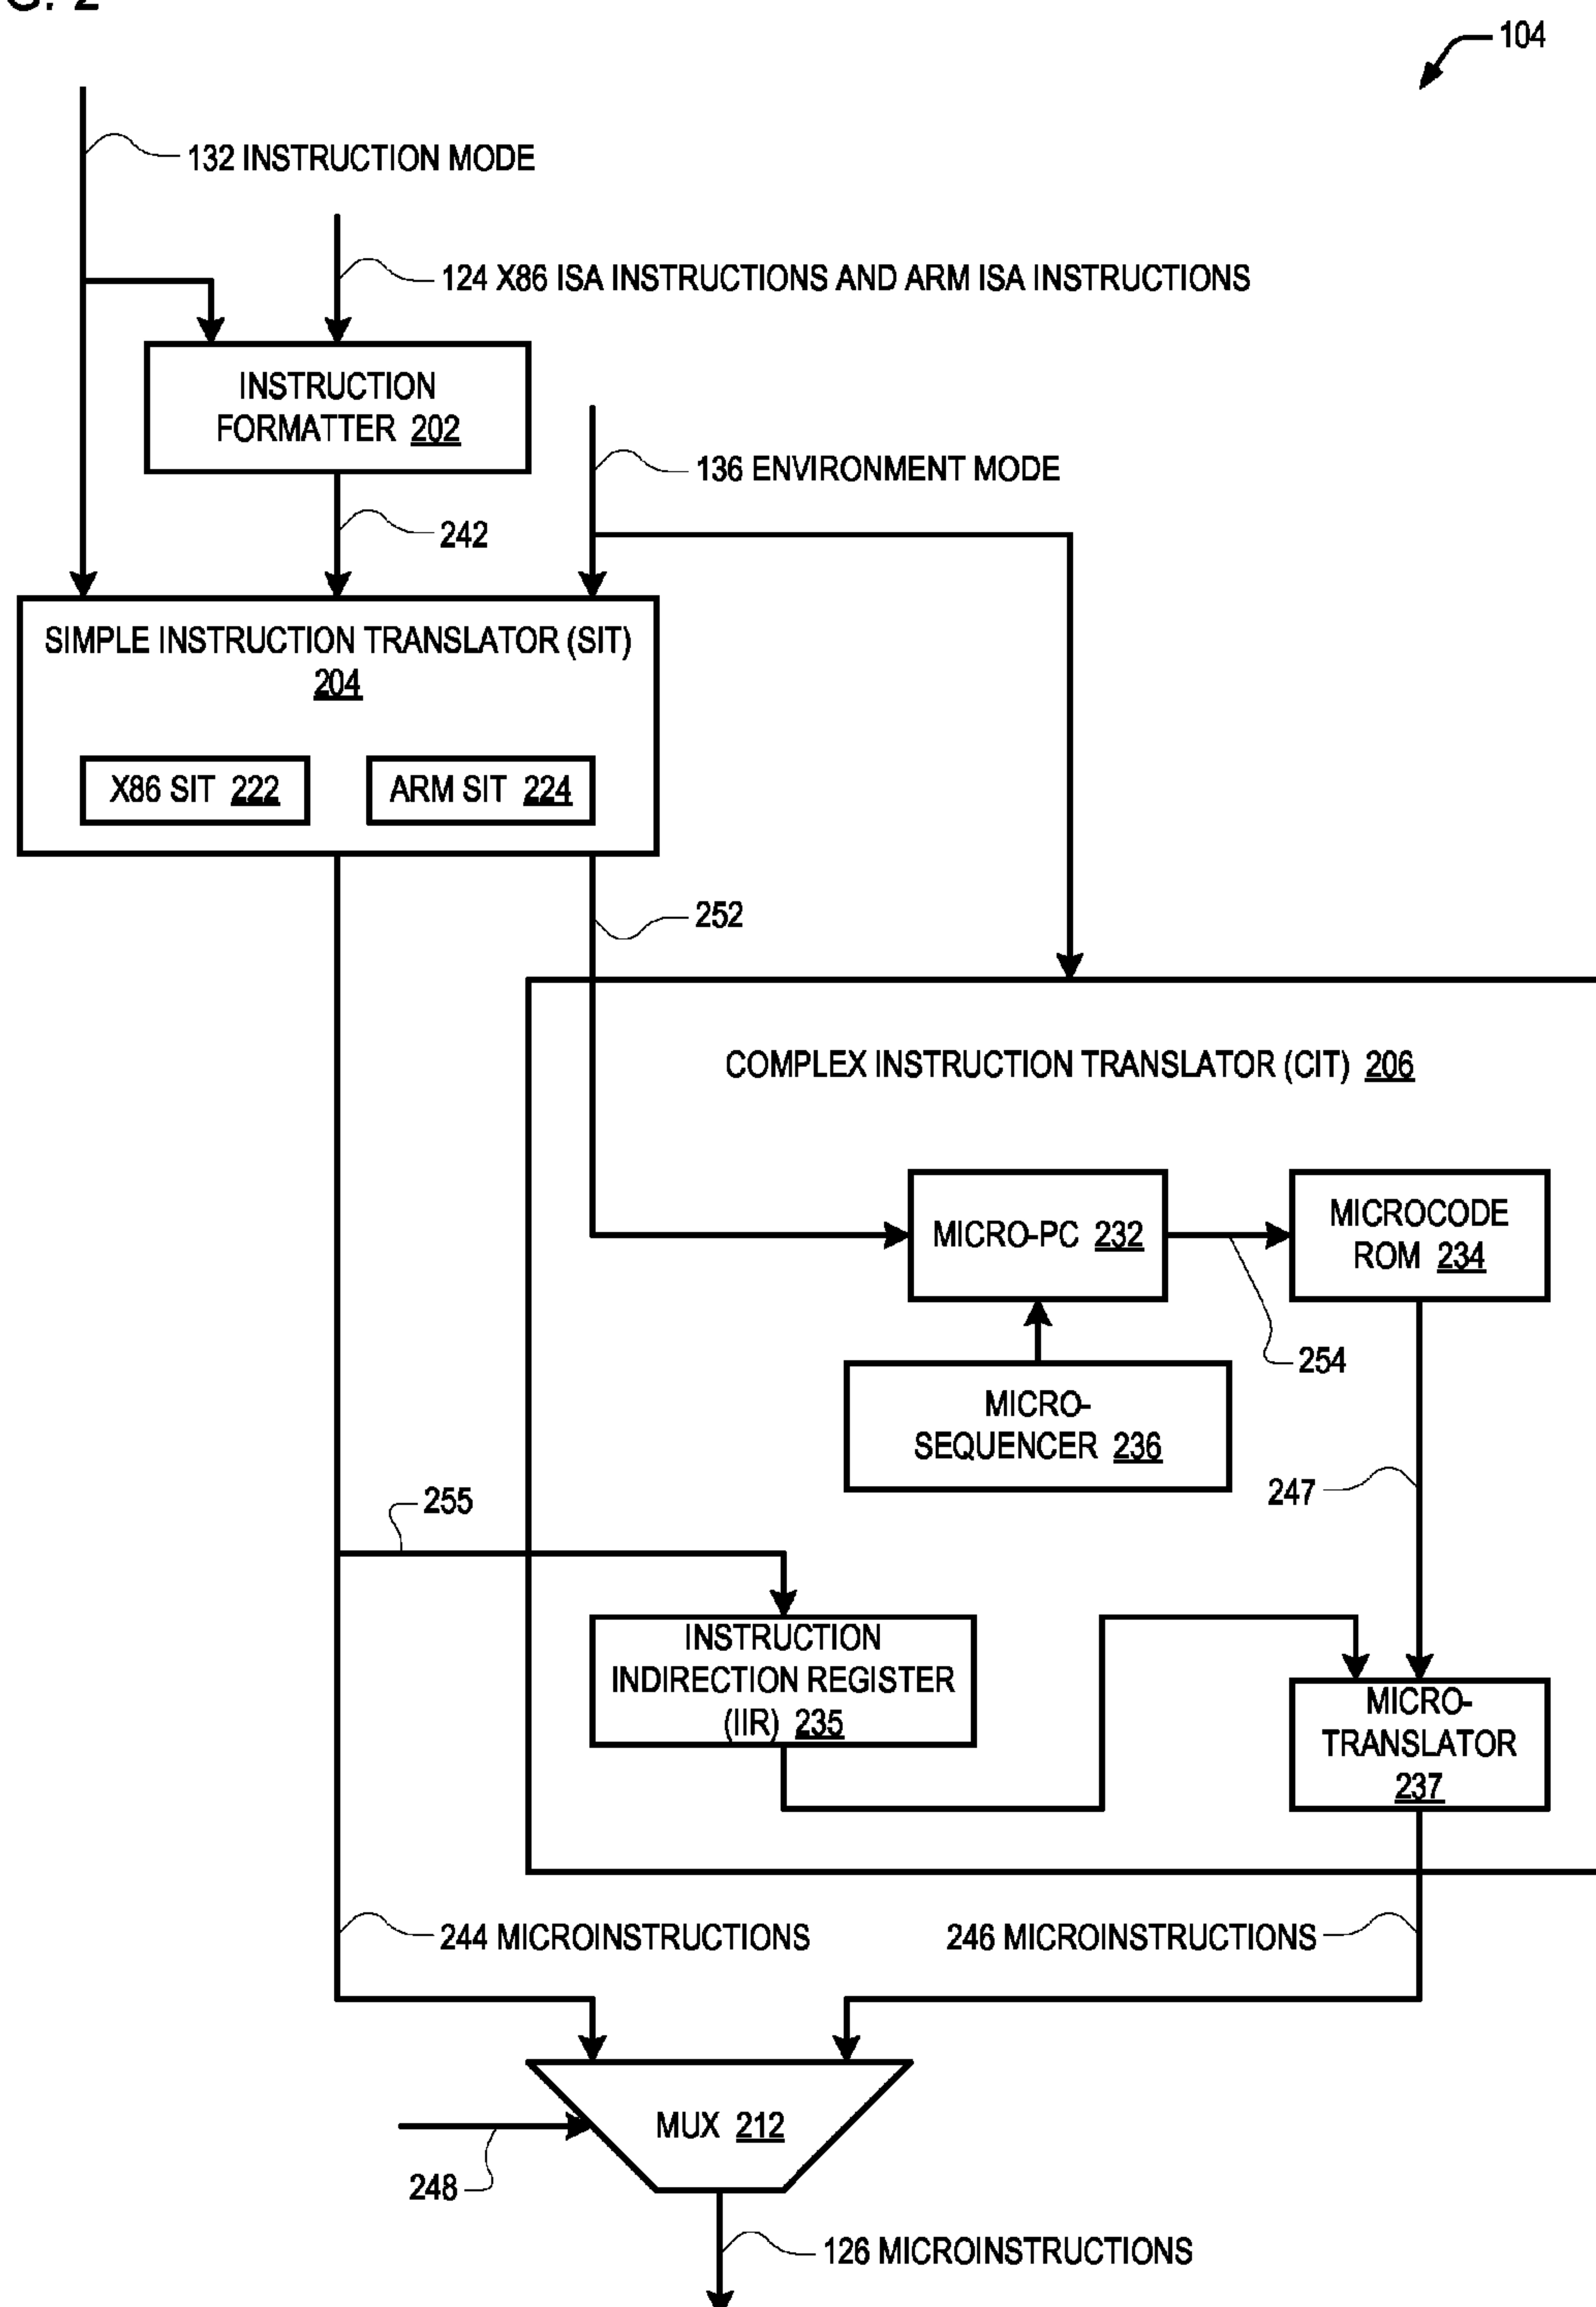 G. 2
104
132 INSTRUCTION MODE
124 X86 ISA INSTRUCTIONS AND ARM ISA INSTRUCTIONS
INSTRUCTION
FORMATTER 202
136 ENVIRONMENT MODE
242
SIMPLE INSTRUCTION TRANSLATOR (SIT)
204
X86 SIT 222
ARM SIT 224
252
COMPLEX INSTRUCTION TRANSLATOR (CIT) 206
MICRO-PC 232
MICROCODE
ROM 234
254
MICRO-
SEQUENCER 236
247
255
INSTRUCTION
INDIRECTION REGISTER
(IIR) 235
MICRO-
TRANSLATOR
237
244 MICROINSTRUCTIONS
246 MICROINSTRUCTIONS
MUX 212
248
126 MICROINSTRUCTIONS